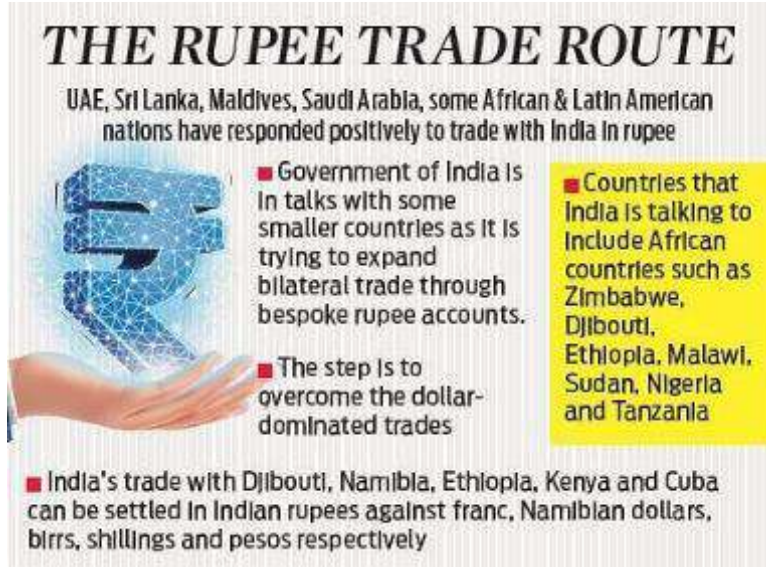 THE RUPEE TRADE ROUTE
UAE, Sri Lanka, Maldives, Saudi Arabia, some African & Latin American
nations have responded positively to trade with India in rupee
■ Government of India is
in talks with some
smaller countries as it is
trying to expand
bilateral trade through
bespoke rupee accounts.
■ The step is to
overcome the dollar-
dominated trades
■ Countries that
India is talking to
include African
countries such as
Zimbabwe,
Djibouti,
Ethiopia, Malawi,
Sudan, Nigeria
and Tanzania
■ India's trade with Djibouti, Namibia, Ethiopia, Kenya and Cuba
can be settled in Indian rupees against franc, Namibian dollars,
birrs, shillings and pesos respectively